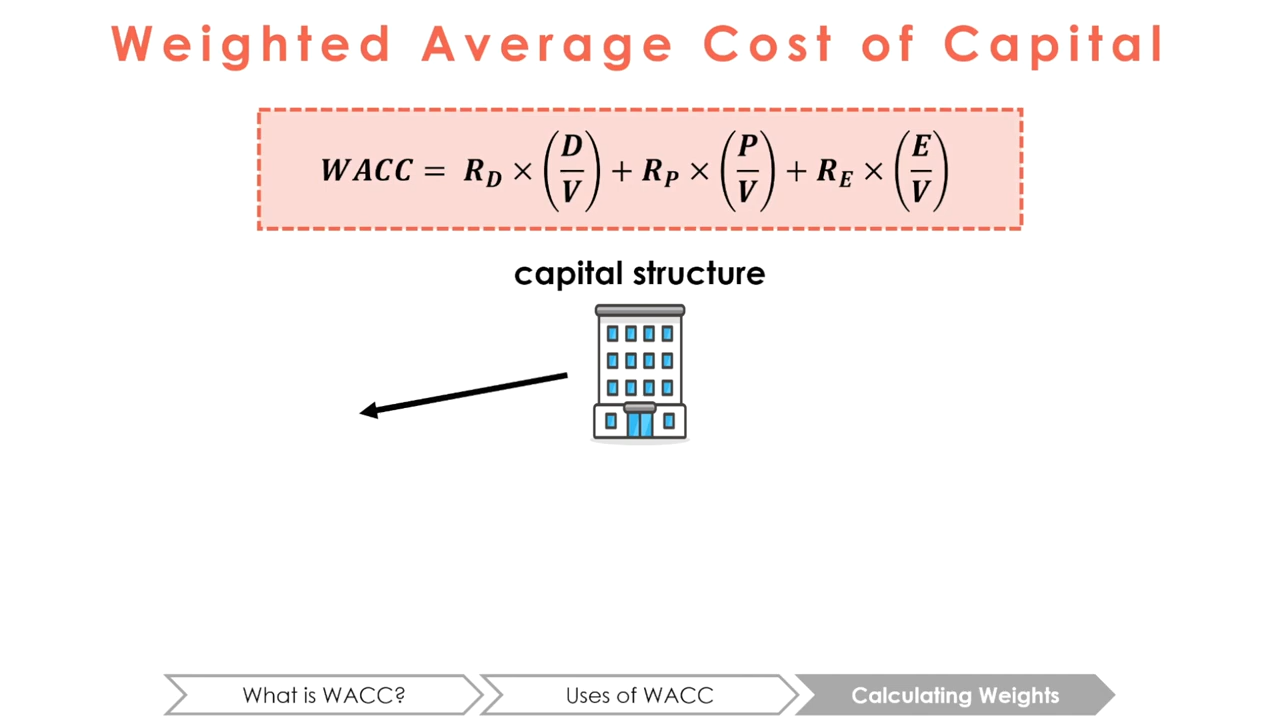 Weighted Average Cost of Capital
WACC = R_D × (D/V) + R_P × (P/V) + R_E × (E/V)
capital structure
What is WACC?
Uses of WACC
Calculating Weights